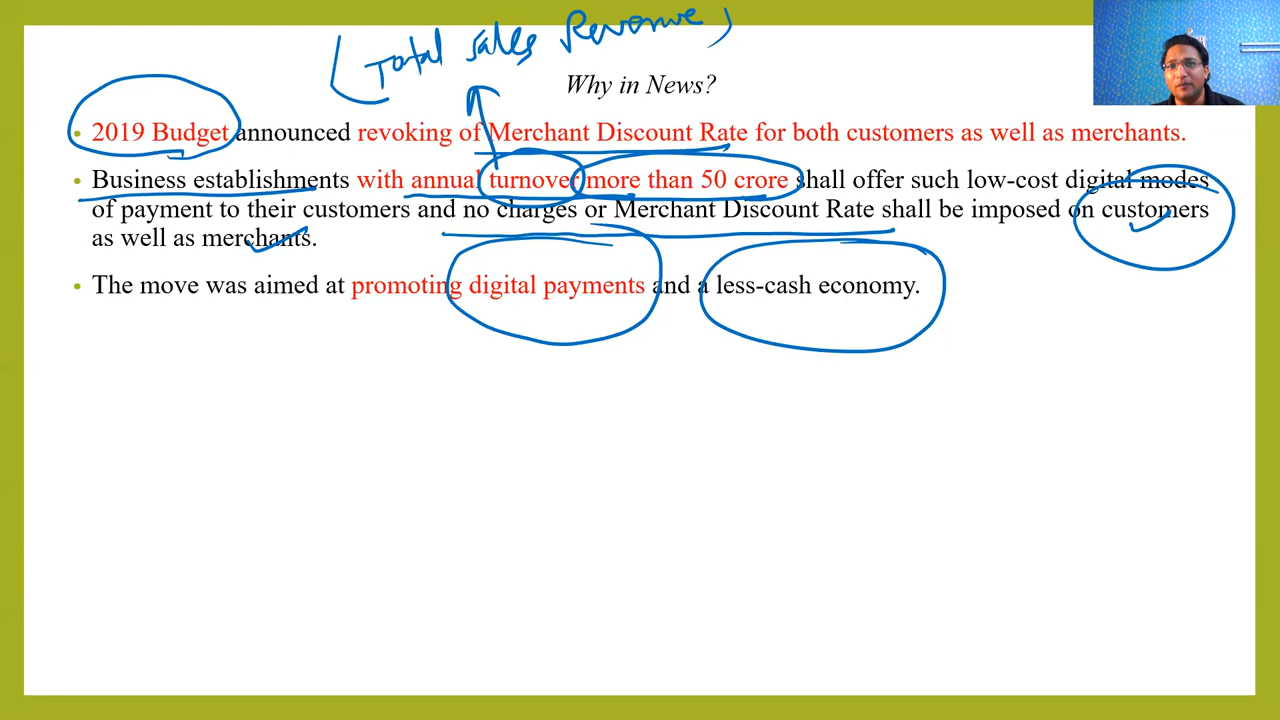 (Total Sales Revenue)
Why in News?
• 2019 Budget announced revoking of Merchant Discount Rate for both customers as well as merchants.
• Business establishments with annual turnover more than 50 crore shall offer such low-cost digital modes
of payment to their customers and no charges or Merchant Discount Rate shall be imposed on customers
as well as merchants.
• The move was aimed at promoting digital payments and a less-cash economy.